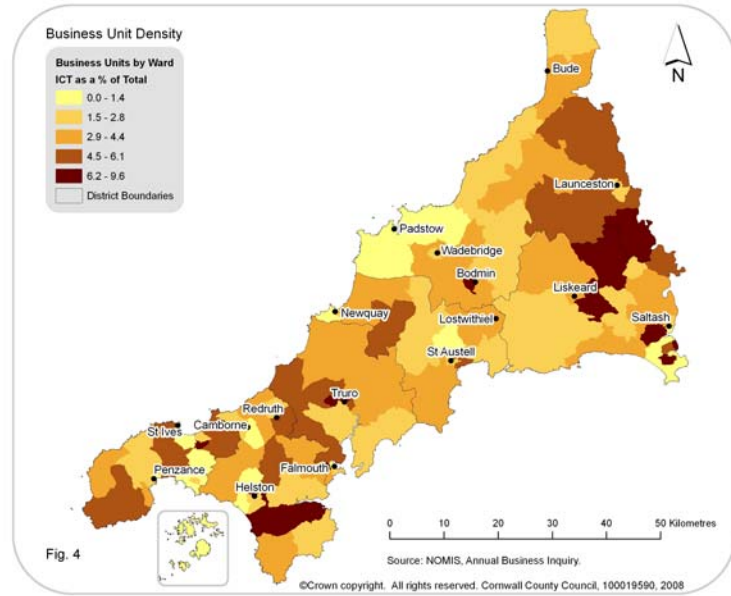 Business Unit Density
Business Units by Ward
ICT as a % of Total
0.0 - 1.4
1.5 - 2.8
2.9 - 4.4
4.5 - 6.1
6.2 - 9.6
District Boundaries
N
Bude
Launceston
Padstow
Wadebridge
Bodmin
Liskeard
Newquay
Lostwithiel
Saltash
St Austell
Truro
Redruth
Camborne
St Ives
Penzance
Falmouth
Helston
0 10 20 30 40 50 Kilometres
Fig. 4
Source: NOMIS, Annual Business Inquiry.
©Crown copyright. All rights reserved. Cornwall County Council, 100019590, 2008